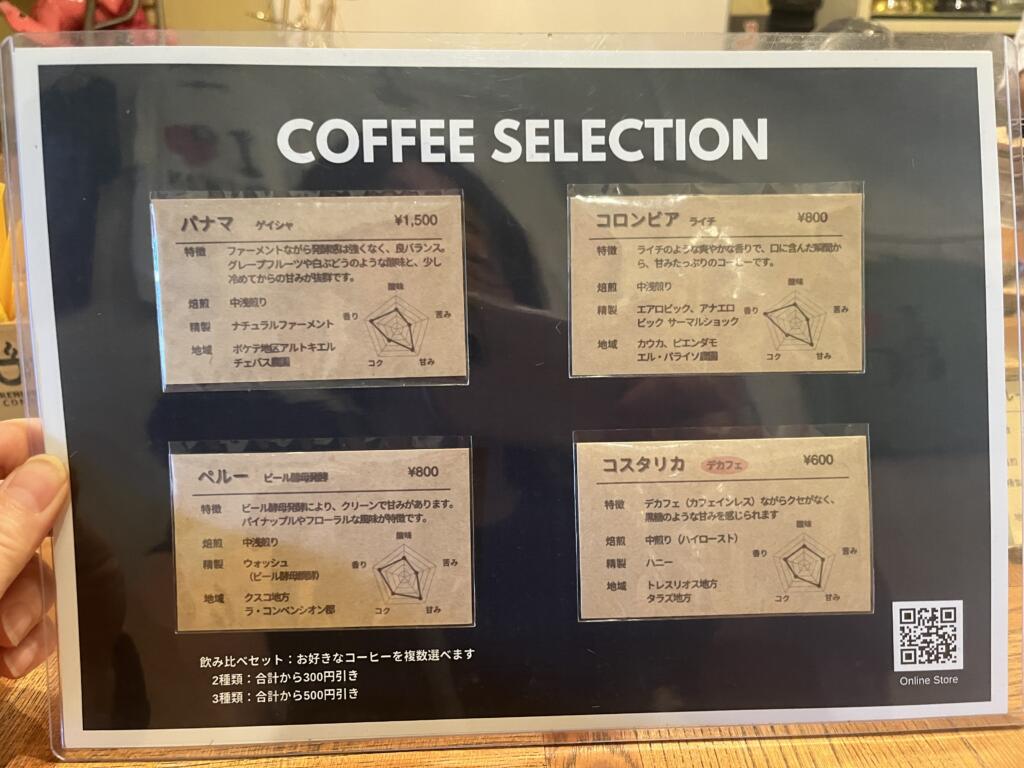 COFFEE SELECTION
パナマ ゲイシャ ¥1,500
特徴 ファーメントながら発酵感は強くなく、良バランス。
グレープフルーツや白ぶどうのような酸味と、少し
冷めてからの甘みが抜群です。
焙煎 中浅煎り
精製 ナチュラルファーメント
地域 ボケテ地区アルトキエル
チェバス農園
酸味
苦み
甘み
コク
香り
コロンビア ライチ ¥800
特徴 ライチのような爽やかな香りで、口に含んだ瞬間か
ら、甘みたっぷりのコーヒーです。
焙煎 中浅煎り
精製 エアロビック、アナエロ
ビック サーマルショック
地域 カウカ、ピエンダモ
エル・パライソ農園
酸味
苦み
甘み
コク
香り
ペルー ビール酵母発酵 ¥800
特徴 ビール酵母発酵により、クリーンで甘みがあります。
パイナップルやフローラルな風味が特徴です。
焙煎 中浅煎り
精製 ウォッシュ
(ビール酵母発酵)
地域 クスコ地方
ラ・コンベンシオン郡
酸味
苦み
甘み
コク
香り
コスタリカ デカフェ ¥600
特徴 デカフェ(カフェインレス)ながらクセがなく、
黒糖のような甘みを感じられます
焙煎 中煎り(ハイロースト)
精製 ハニー
地域 トレスリオス地方
タラズ地方
酸味
苦み
甘み
コク
香り
飲み比べセット:お好きなコーヒーを複数選べます
2種類:合計から300円引き
3種類:合計から500円引き
Online Store